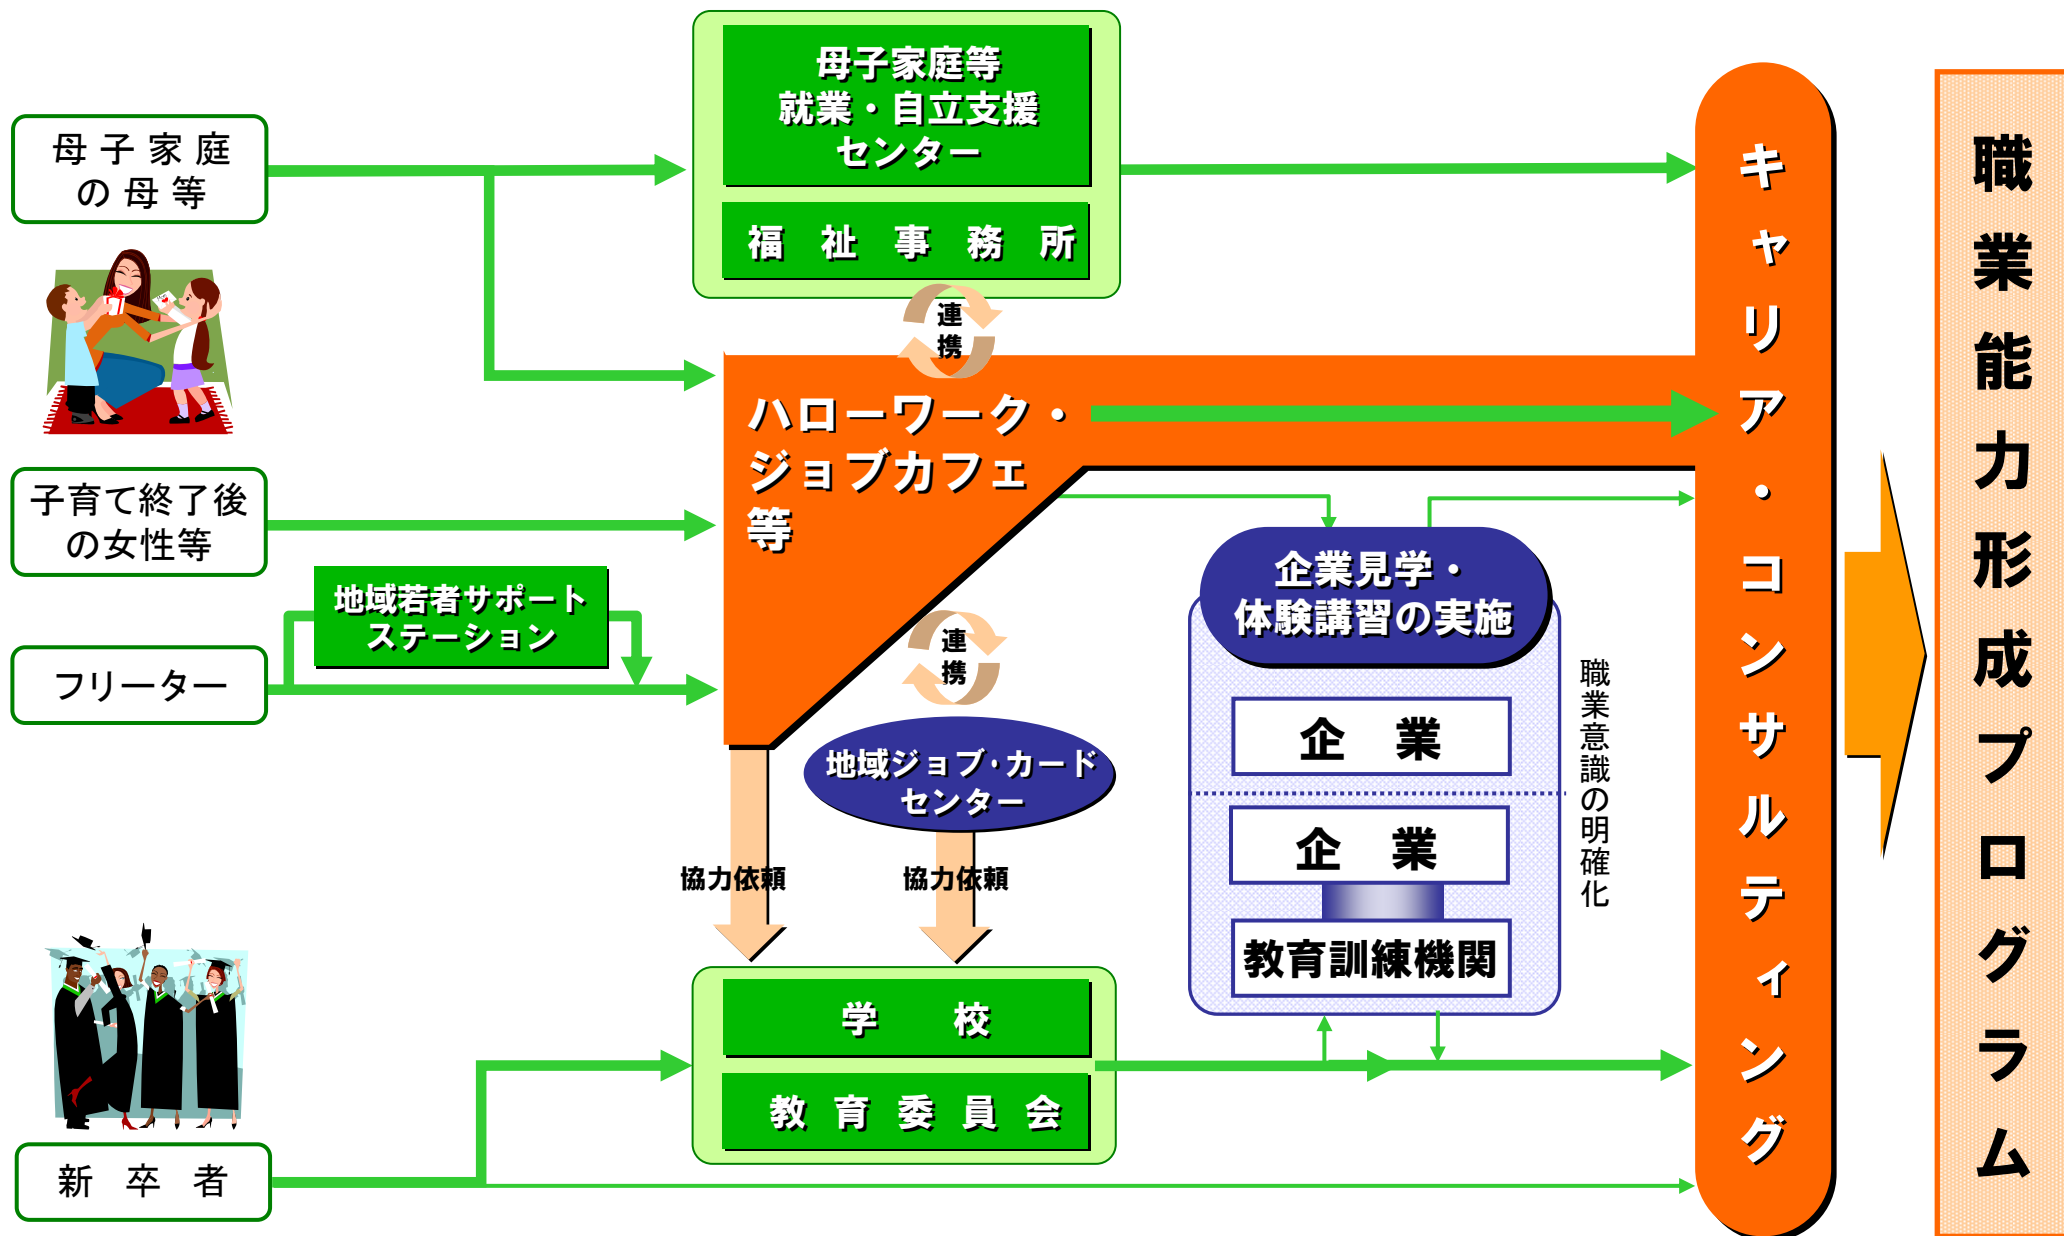 母子家庭
の母等
子育て終了後
の女性等
フリーター
新卒者
地域若者サポート
ステーション
母子家庭等
就業・自立支援
センター
福祉事務所
連
携
ハローワーク・
ジョブカフェ
等
連
携
地域ジョブ・カード
センター
協力依頼
協力依頼
学校
教育委員会
企業見学・
体験講習の実施
企業
企業
教育訓練機関
職業意識の明確化
キャリア・コンサルティング
職業能力形成プログラム